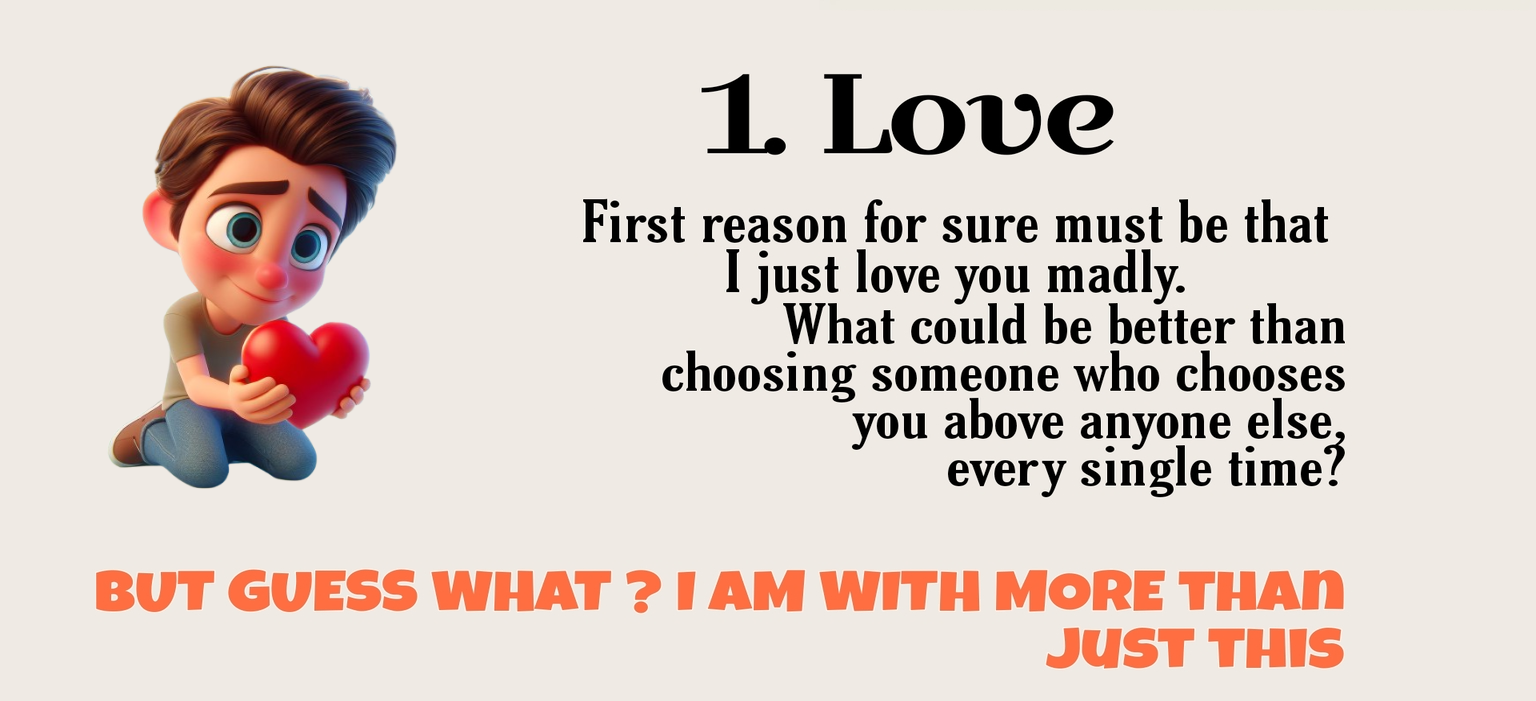 1. Love
First reason for sure must be that
I just love you madly.
What could be better than
choosing someone who chooses
you above anyone else,
every single time?
BUT GUESS WHAT ? I AM WITH MORE THAN
JUST THIS